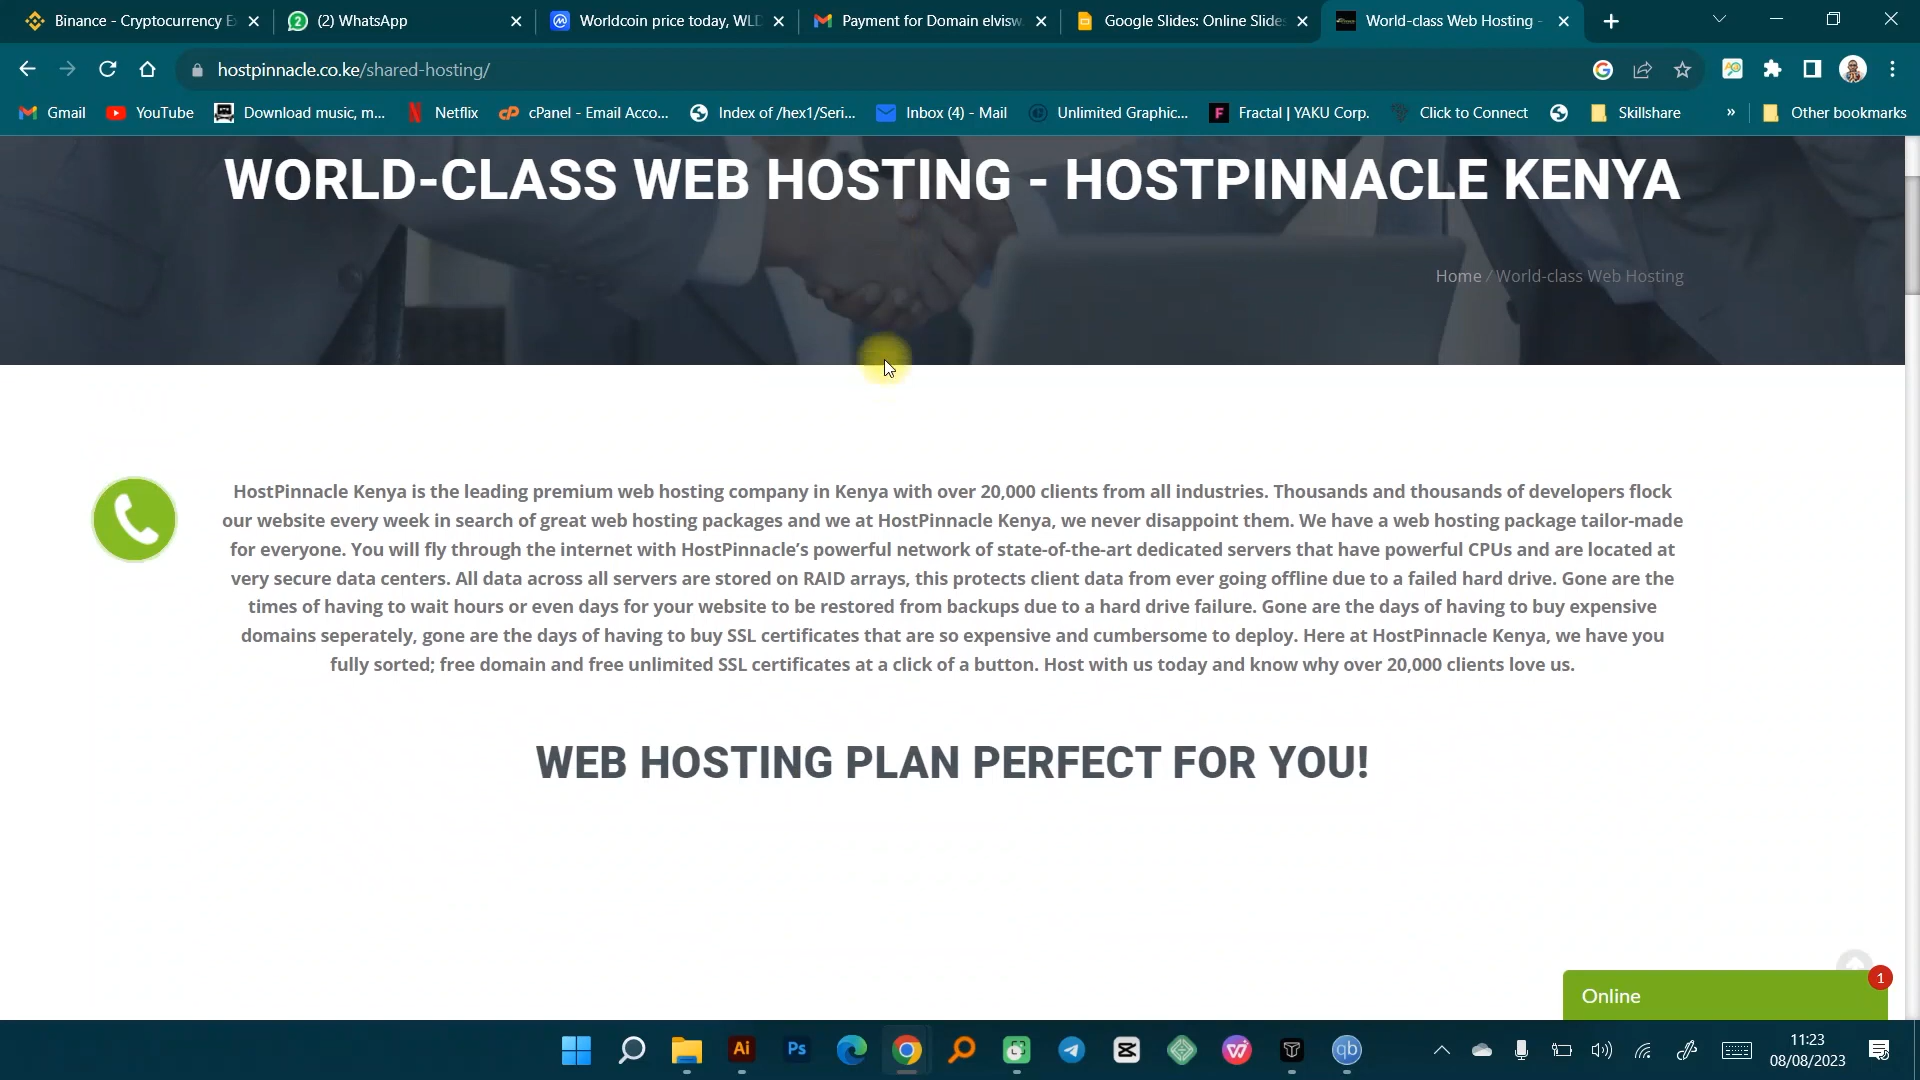 Binance - Cryptocurrency E
(2) WhatsApp
Worldcoin price today, WLD
Payment for Domain elvisw
Google Slides: Online Slide
World-class Web Hosting -
hostpinnacle.co.ke/shared-hosting/
Gmail
YouTube
Download music, m...
Netflix
cPanel - Email Acco...
Index of /hex1/Seri...
Inbox (4) - Mail
Unlimited Graphic...
Fractal | YAKU Corp.
Click to Connect
Skillshare
»
Other bookmarks
WORLD-CLASS WEB HOSTING - HOSTPINNACLE KENYA
Home / World-class Web Hosting
HostPinnacle Kenya is the leading premium web hosting company in Kenya with over 20,000 clients from all industries. Thousands and thousands of developers flock
our website every week in search of great web hosting packages and we at HostPinnacle Kenya, we never disappoint them. We have a web hosting package tailor-made
for everyone. You will fly through the internet with HostPinnacle’s powerful network of state-of-the-art dedicated servers that have powerful CPUs and are located at
very secure data centers. All data across all servers are stored on RAID arrays, this protects client data from ever going offline due to a failed hard drive. Gone are the
times of having to wait hours or even days for your website to be restored from backups due to a hard drive failure. Gone are the days of having to buy expensive
domains seperately, gone are the days of having to buy SSL certificates that are so expensive and cumbersome to deploy. Here at HostPinnacle Kenya, we have you
fully sorted; free domain and free unlimited SSL certificates at a click of a button. Host with us today and know why over 20,000 clients love us.
WEB HOSTING PLAN PERFECT FOR YOU!
1
Online
Ai
Ps
qb
11:23
08/08/2023